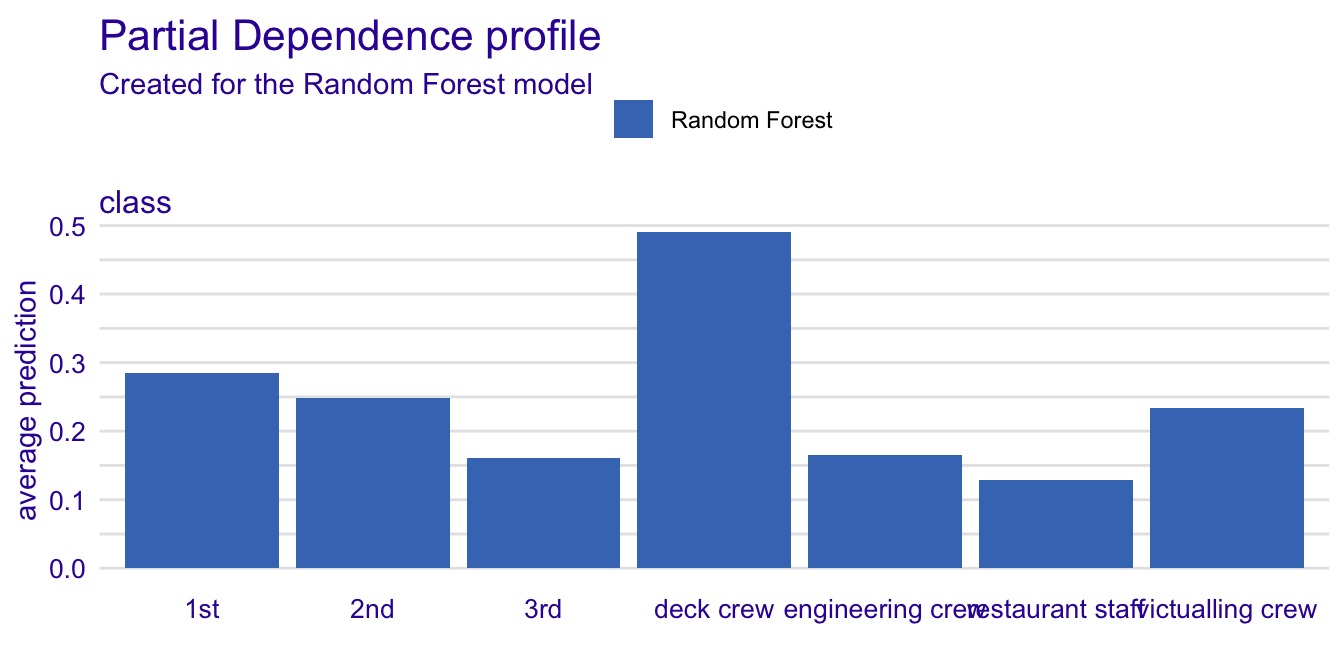 Partial Dependence profile
Created for the Random Forest model
Random Forest
class
average prediction
0.5
0.4
0.3
0.2
0.1
0.0
1st 2nd 3rd deck crew engineering crew restaurant staff victualling crew